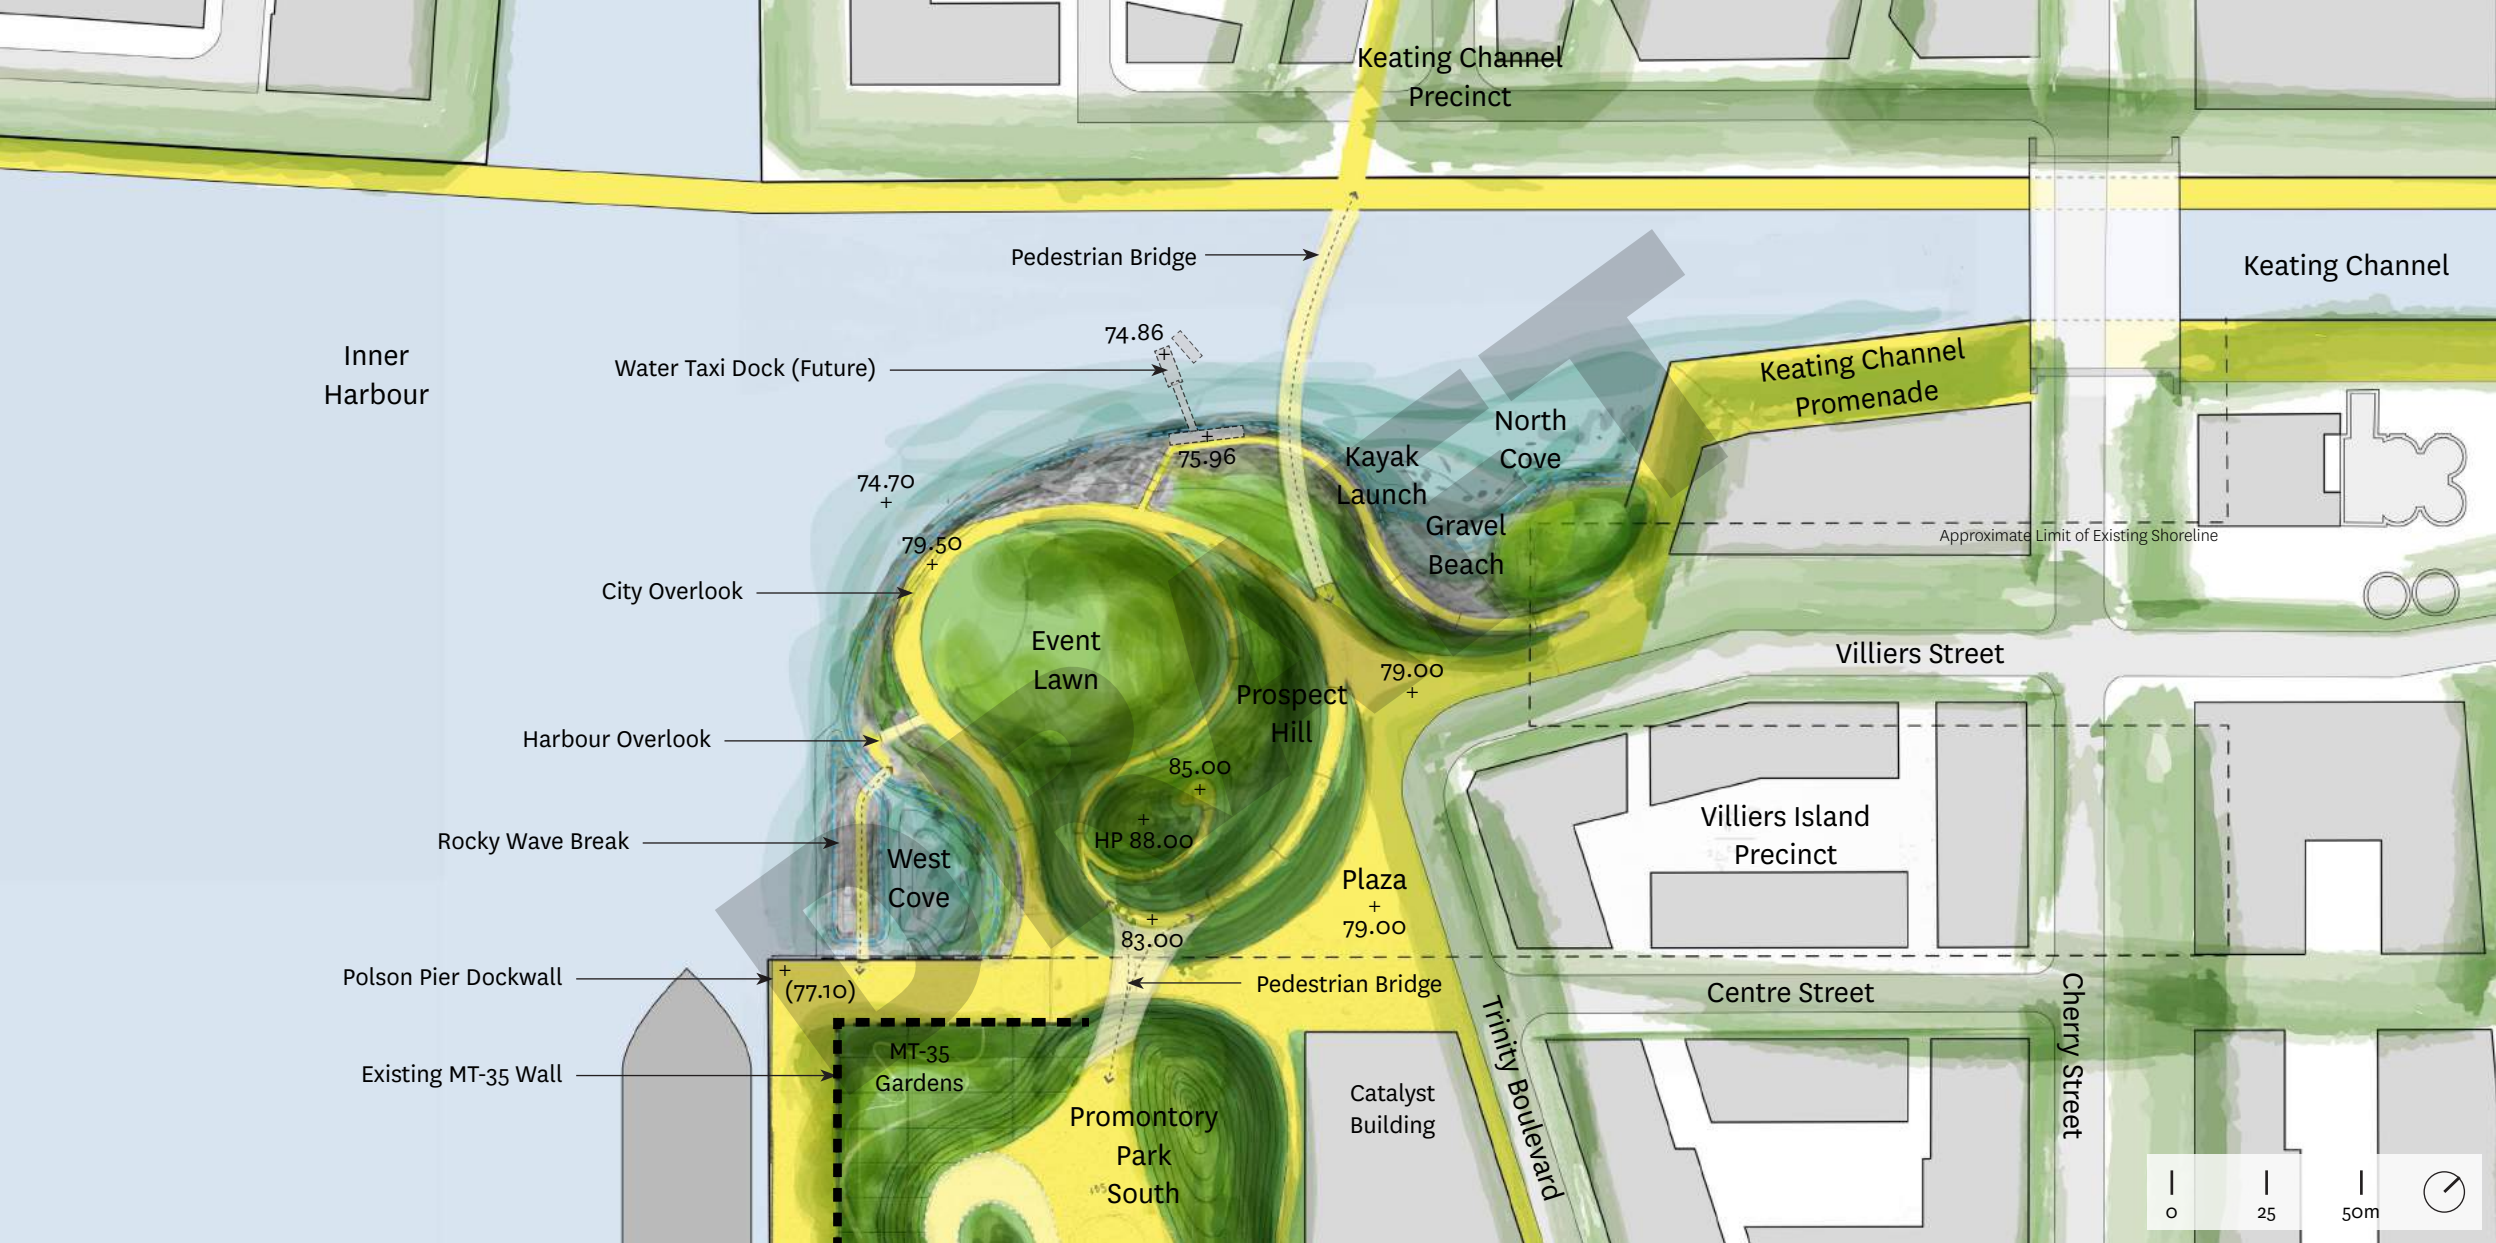 Keating Channel
Precinct
Pedestrian Bridge
Keating Channel
74.86
Inner
Harbour
Water Taxi Dock (Future)
Keating Channel
Promenade
North
Cove
75.96
Kayak
Launch
74.70
Gravel
Beach
79.50
Approximate Limit of Existing Shoreline
City Overlook
Event
Lawn
Villiers Street
79.00
Prospect
Hill
Harbour Overlook
85.00
HP 88.00
Villiers Island
Precinct
Rocky Wave Break
West
Cove
Plaza
79.00
83.00
Polson Pier Dockwall
(77.10)
Pedestrian Bridge
Centre Street
Cherry Street
Trinity Boulevard
MT-35
Gardens
Existing MT-35 Wall
Catalyst
Building
Promontory
Park
South
DRAFT
0 25 50m